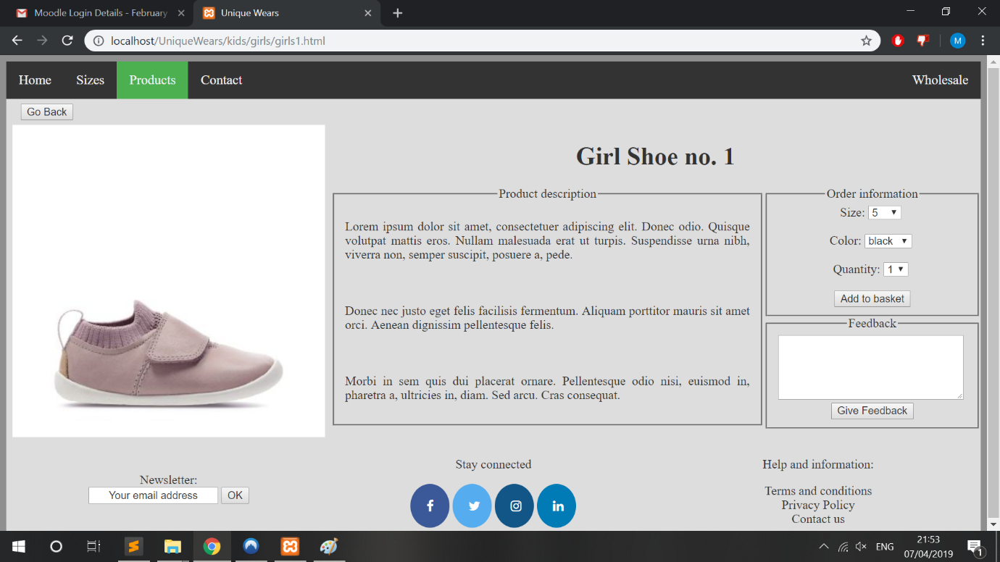 Moodle Login Details - February
Unique Wears
localhost/UniqueWears/kids/girls/girls1.html
M
Home Sizes Products Contact Wholesale
Go Back
Girl Shoe no. 1
Product description
Lorem ipsum dolor sit amet, consectetuer adipiscing elit. Donec odio. Quisque
volutpat mattis eros. Nullam malesuada erat ut turpis. Suspendisse urna nibh,
viverra non, semper suscipit, posuere a, pede.
Donec nec justo eget felis facilisis fermentum. Aliquam porttitor mauris sit amet
orci. Aenean dignissim pellentesque felis.
Morbi in sem quis dui placerat ornare. Pellentesque odio nisi, euismod in,
pharetra a, ultricies in, diam. Sed arcu. Cras consequat.
Order information
Size: 5
Color: black
Quantity: 1
Add to basket
Feedback
Give Feedback
Newsletter:
Your email address OK
Stay connected
f in
Help and information:
Terms and conditions
Privacy Policy
Contact us
ENG
21:53
07/04/2019
1